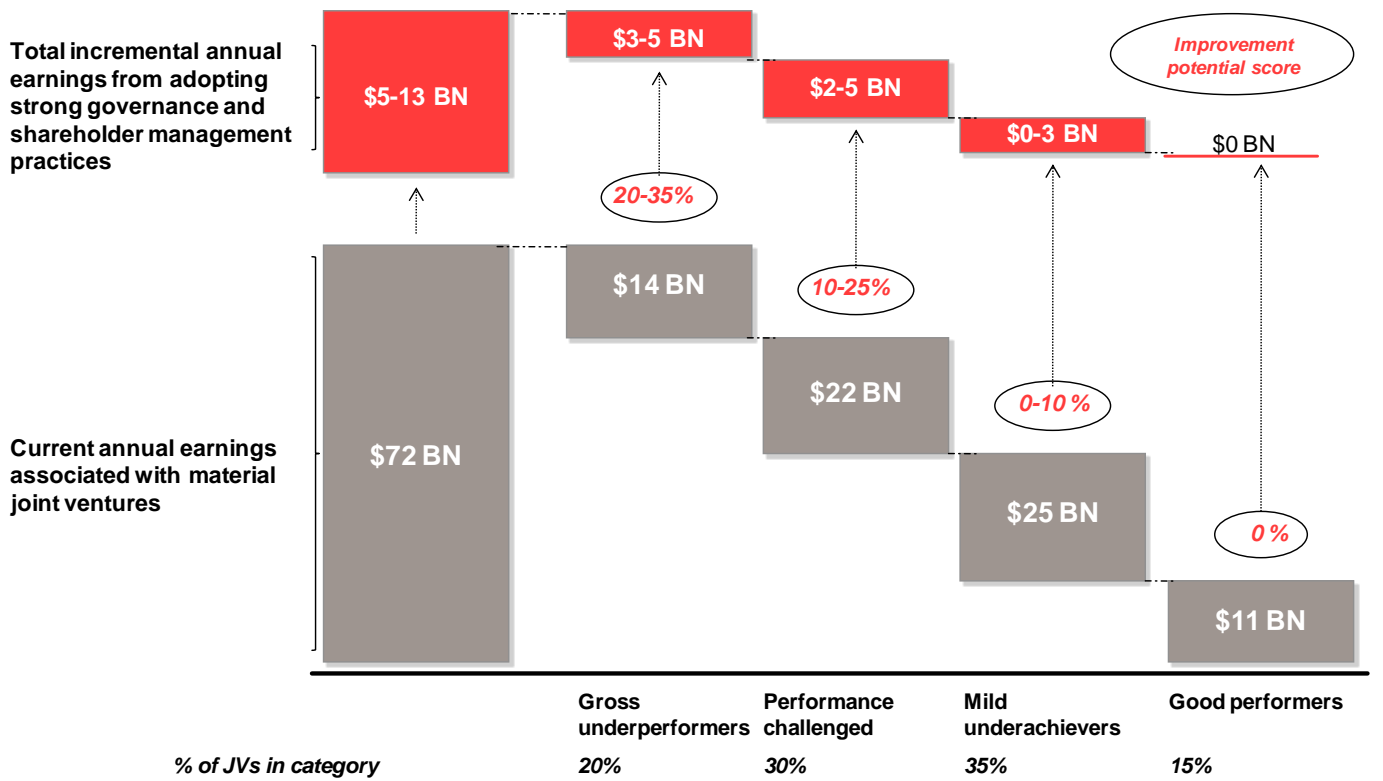 Total incremental annual
earnings from adopting
strong governance and
shareholder management
practices
$5-13 BN
$3-5 BN
$2-5 BN
$0-3 BN
$0 BN
Improvement
potential score
20-35%
10-25%
0-10 %
0 %
Current annual earnings
associated with material
joint ventures
$72 BN
$14 BN
$22 BN
$25 BN
$11 BN
Gross
underperformers
Performance
challenged
Mild
underachievers
Good performers
% of JVs in category
20%
30%
35%
15%